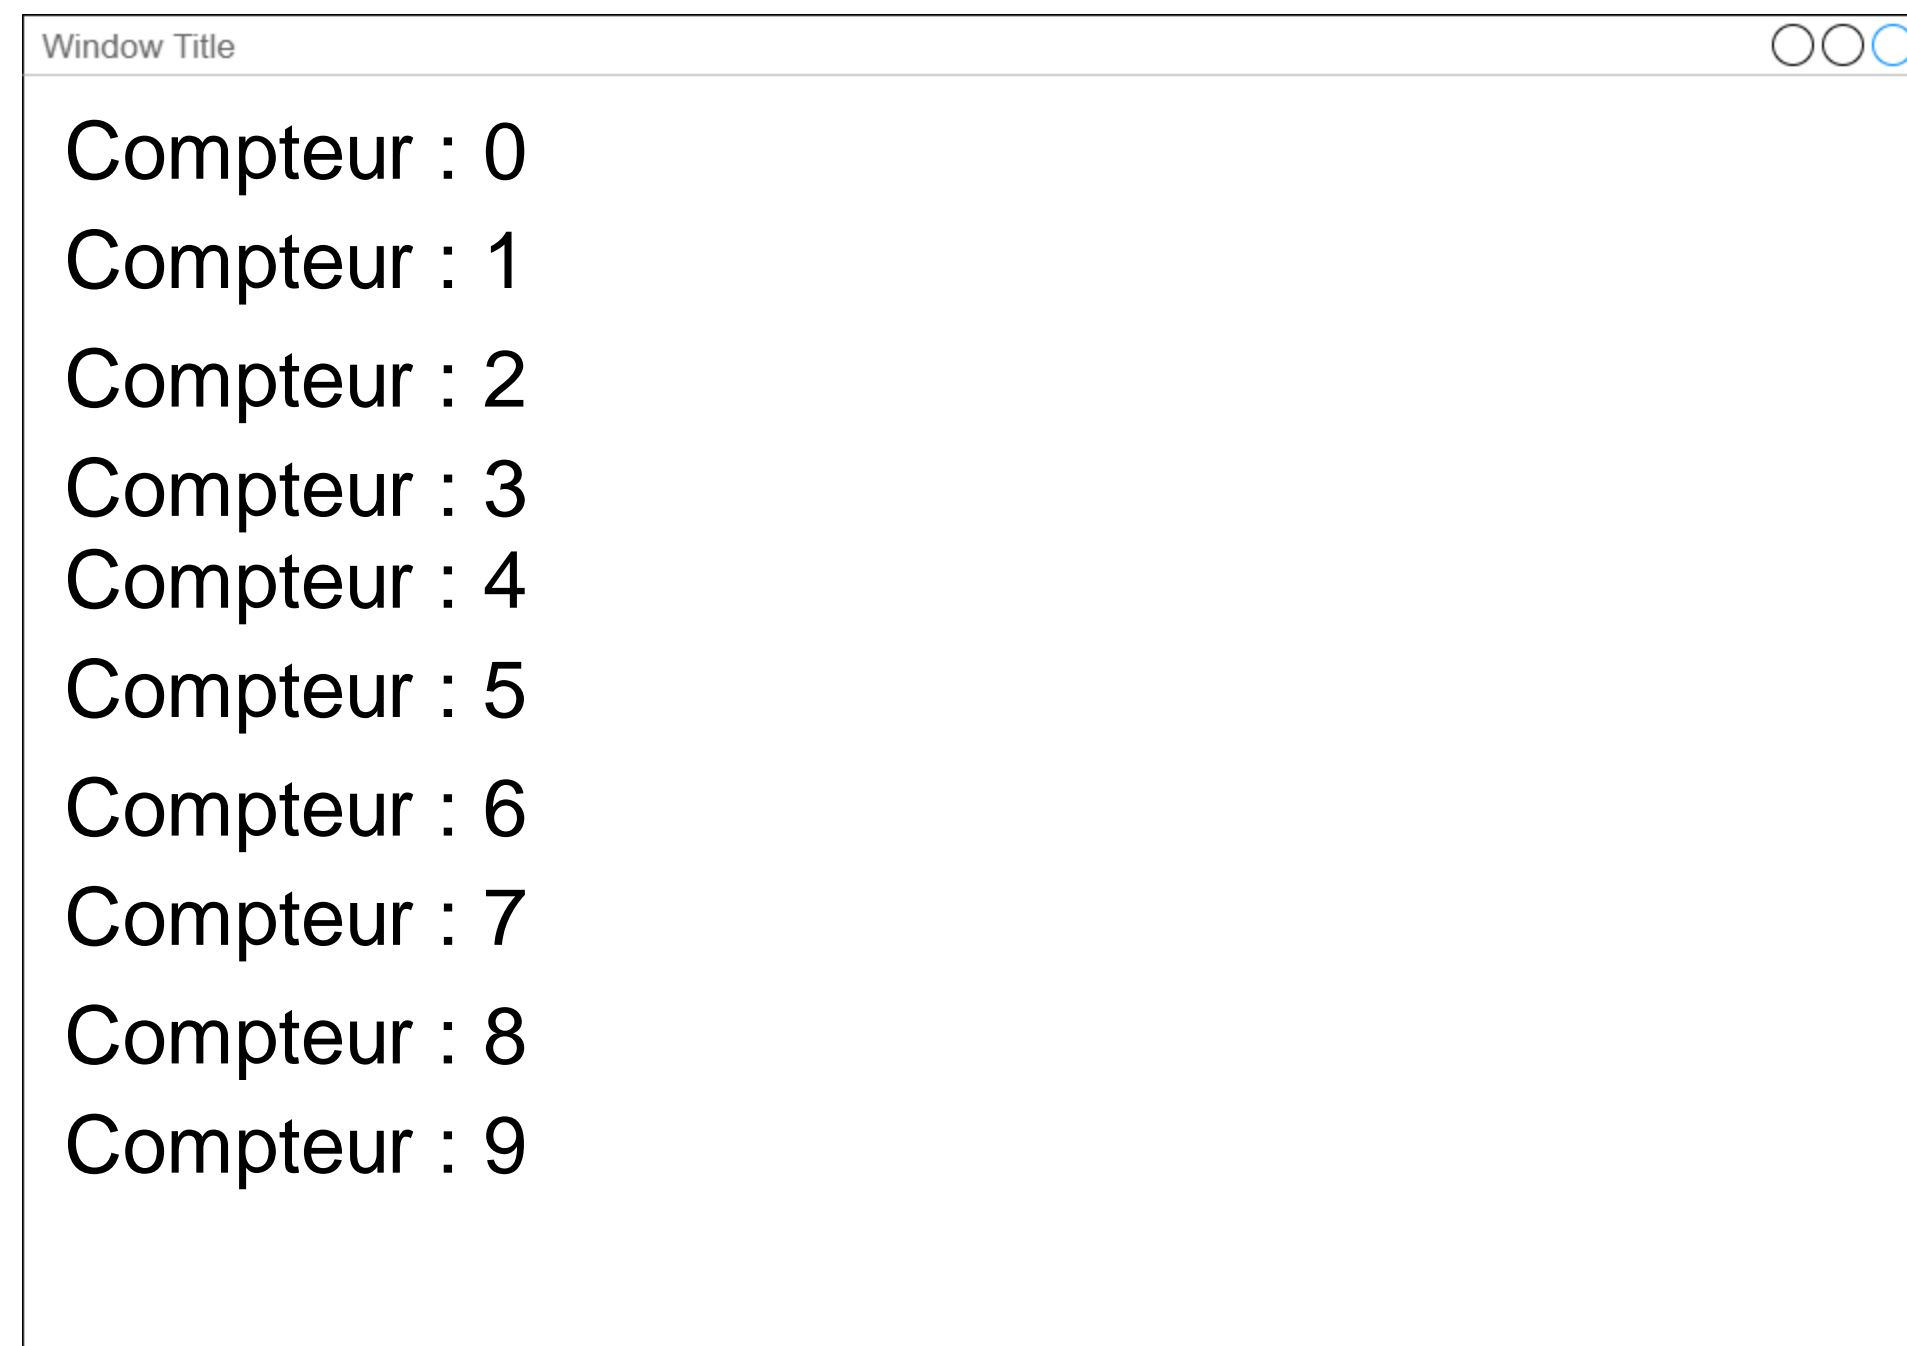 Window Title
Compteur : 0
Compteur : 1
Compteur : 2
Compteur : 3
Compteur : 4
Compteur : 5
Compteur : 6
Compteur : 7
Compteur : 8
Compteur : 9